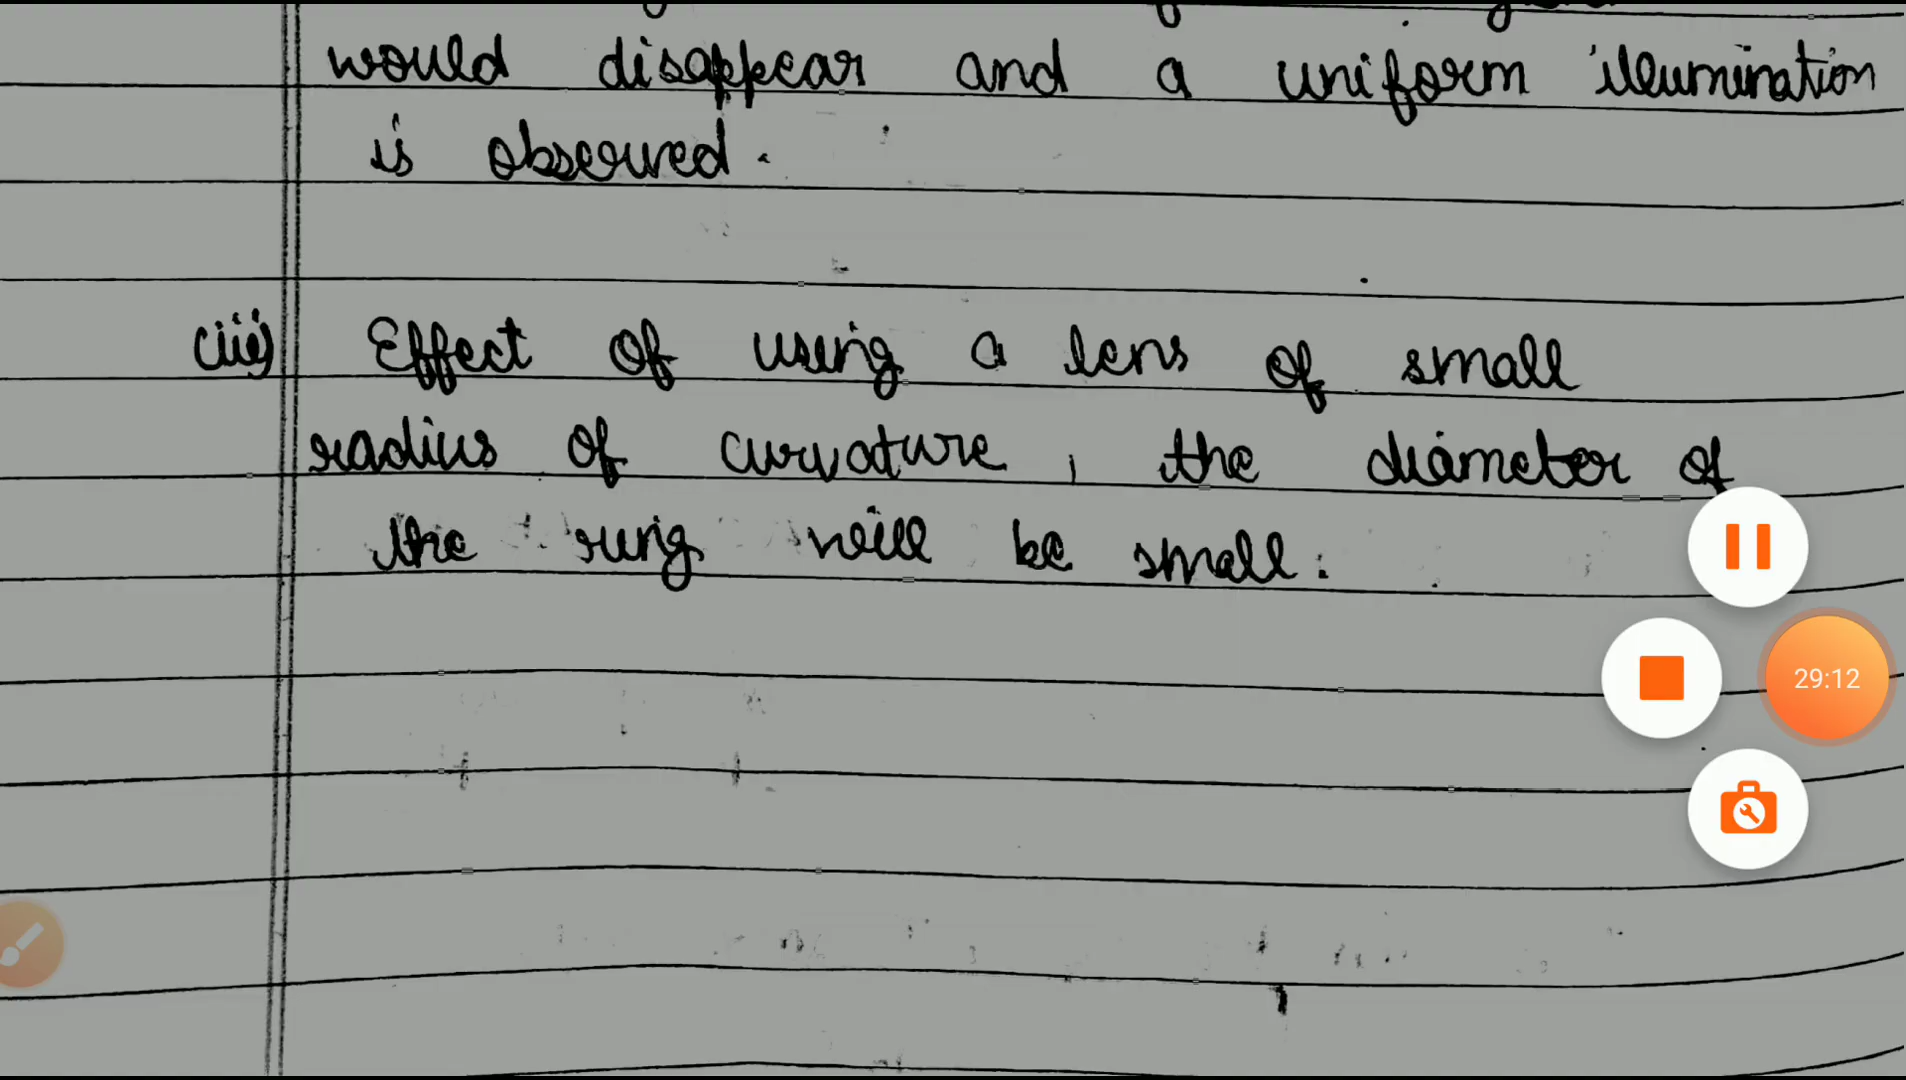 would disappear and a uniform illumination
is observed.
(iii) Effect of using a lens of small
radius of curvature, the diameter of
the ring will be small.
29:12